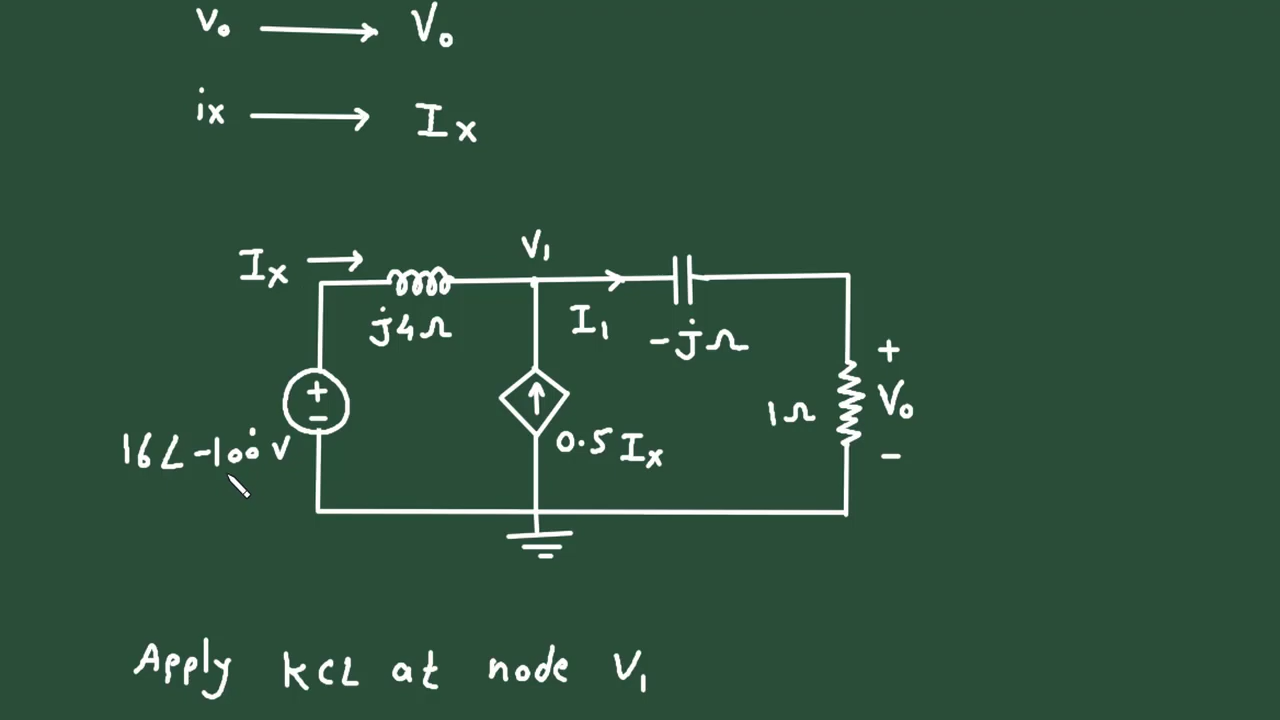 v₀ → V₀
ix → Ix
V₁
Ix →
j4Ω
I₁
-jΩ
+
V₀
-
1Ω
+
-
16∠-100° V
0.5 Ix
Apply KCL at node V₁